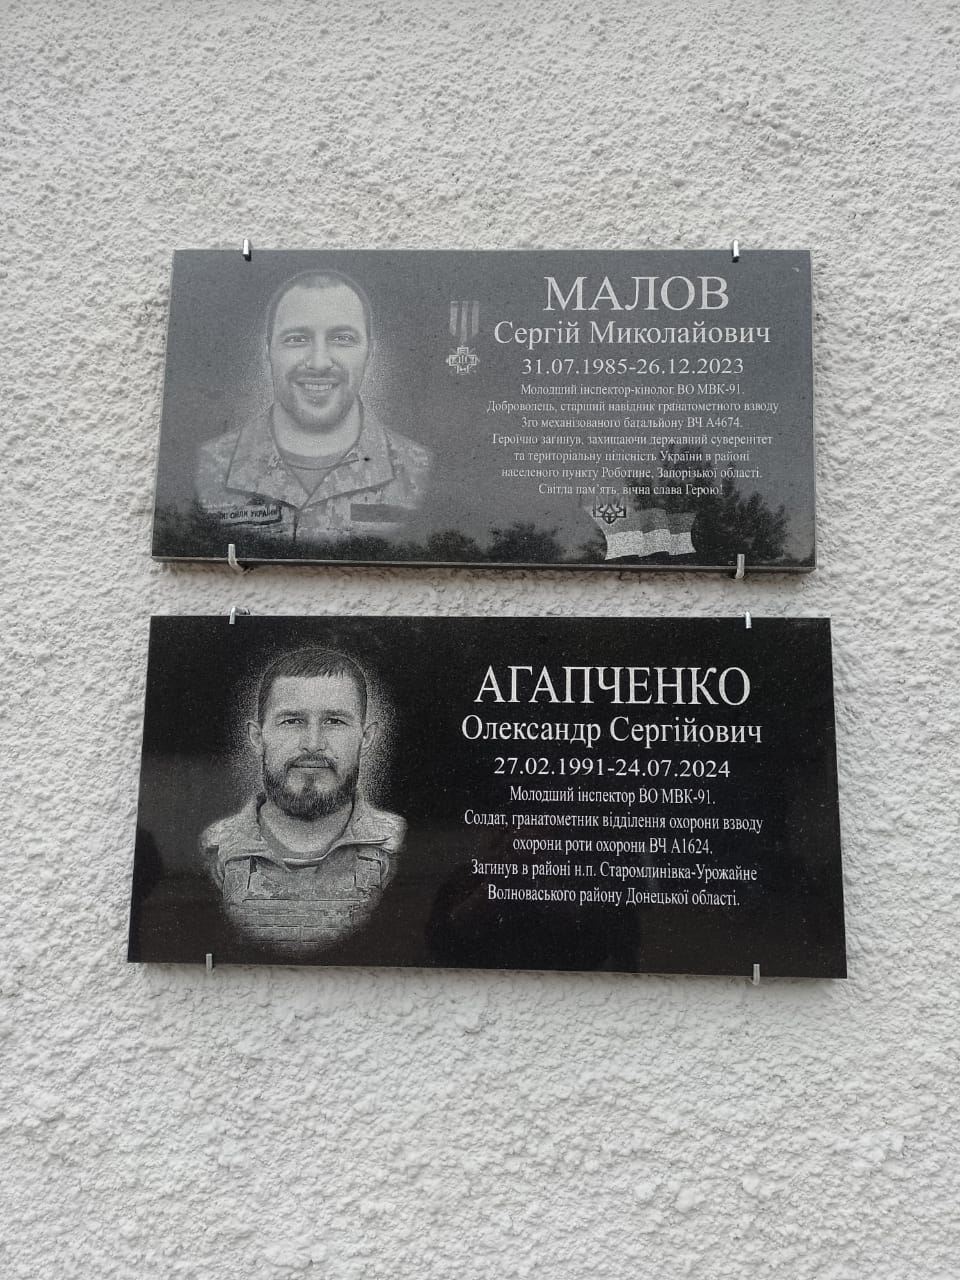 МАЛОВ
Сергій Миколайович
31.07.1985-26.12.2023
Молодший інспектор-кінолог ВО МВК-91.
Доброволець, старший навідник гранатометного взводу
3го механізованого багальйону ВЧ А4674.
Героїчно загинув, захищаючи державний суверенітет
та територіальну цілісність України в районі
населеного пункту Роботине, Запорізької області.
Світла пам'ять, вічна слава Герою!
СИЛИ УКРАЇНИ
АГАПЧЕНКО
Олександр Сергійович
27.02.1991-24.07.2024
Молодший інспектор ВО МВК-91.
Солдат, гранатометник відділення охорони взводу
охорони роти охорони ВЧ А1624.
Загинув в районі н.п. Старомлинівка-Урожайне
Волноваського району Донецької області.